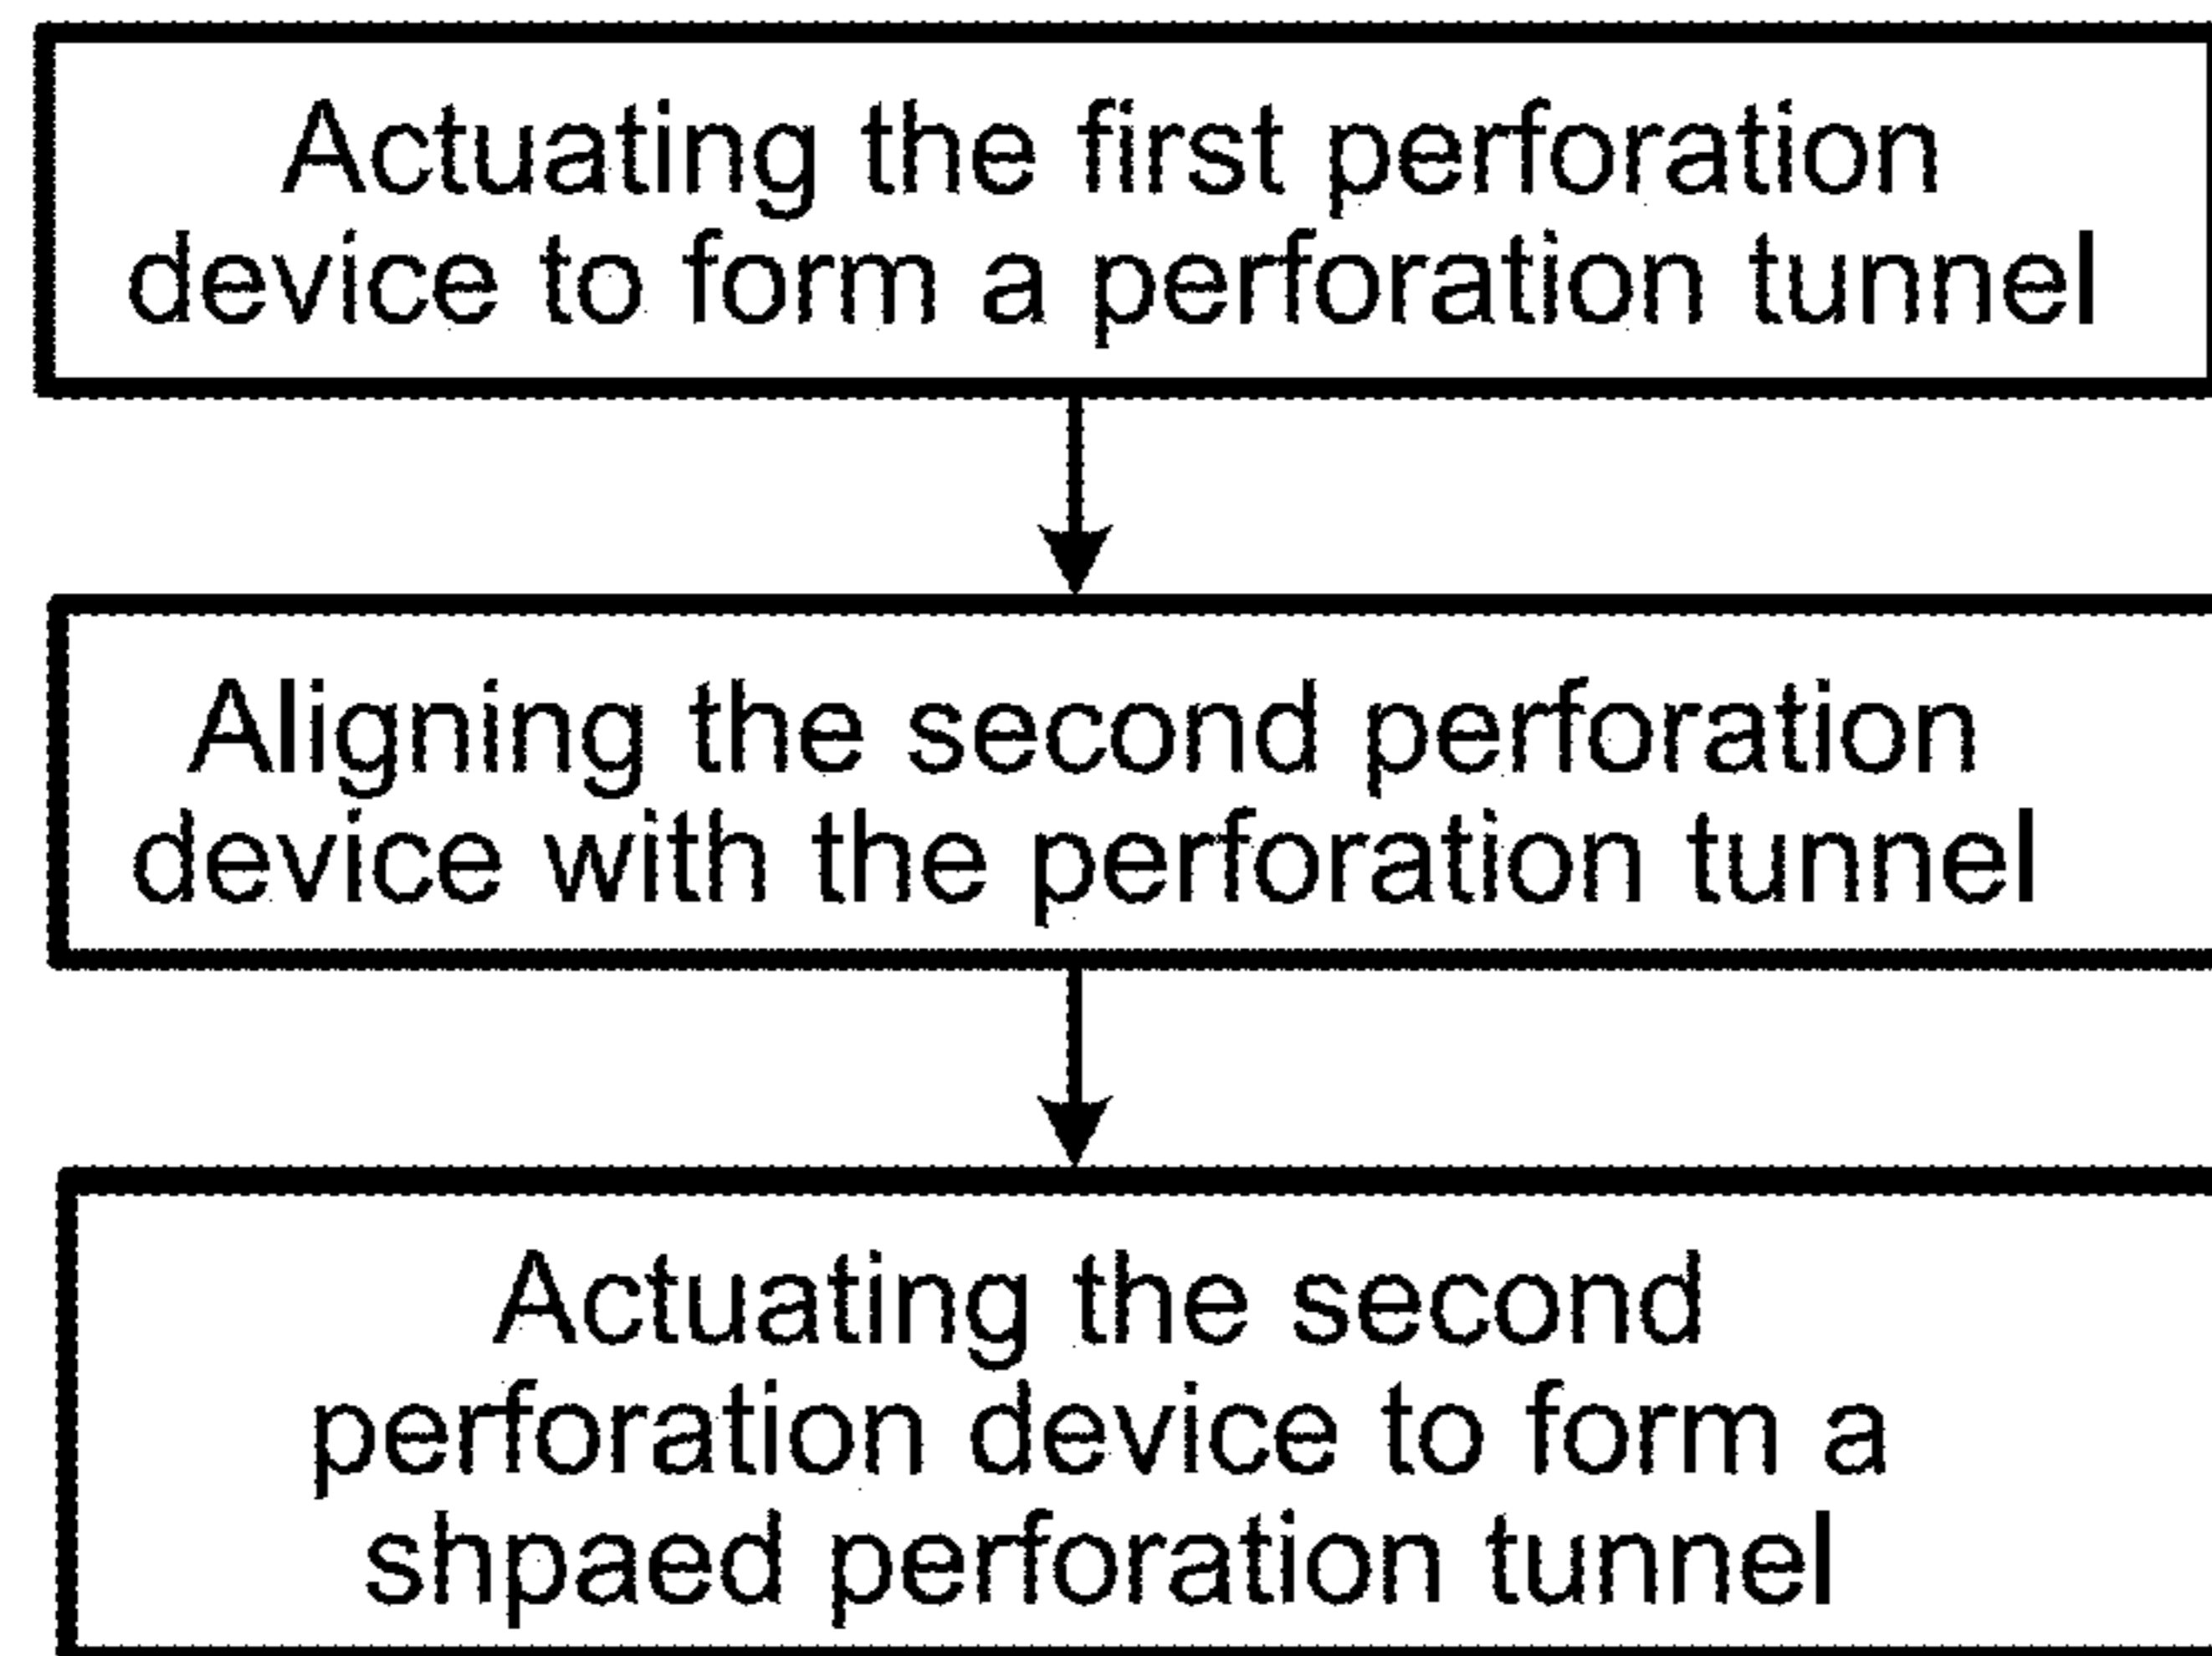 Actuating the first perforation
device to form a perforation tunnel
Aligning the second perforation
device with the perforation tunnel
Actuating the second
perforation device to form a
shpaed perforation tunnel